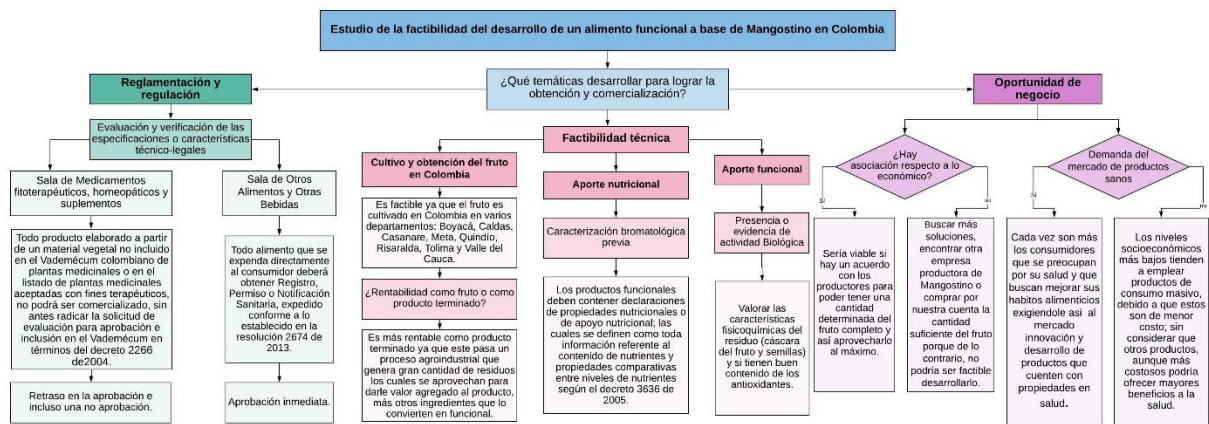 Estudio de la factibilidad del desarrollo de un alimento funcional a base de Mangostino en Colombia
¿Qué temáticas desarrollar para lograr la
obtención y comercialización?
Reglamentación y
regulación
Evaluación y verificación de las
especificaciones o características
técnico-legales
Sala de Medicamentos
fitoterapéuticos, homeopáticos y
suplementos
Todo producto elaborado a partir
de un material vegetal no incluido
en el Vademécum colombiano de
plantas medicinales o en el
listado de plantas medicinales
aceptadas con fines terapéuticos,
no podrá ser comercializado, sin
antes radicar la solicitud de
evaluación para aprobación e
inclusión en el Vademécum en
términos del decreto 2266
de2004.
Retraso en la aprobación e
incluso una no aprobación.
Sala de Otros
Alimentos y Otras
Bebidas
Todo alimento que se
expenda directamente
al consumidor deberá
obtener Registro,
Permiso o Notificación
Sanitaria, expedido
conforme a lo
establecido en la
resolución 2674 de
2013.
Aprobación inmediata.
Factibilidad técnica
Cultivo y obtención del fruto
en Colombia
Es factible ya que el fruto es
cultivado en Colombia en varios
departamentos: Boyacá, Caldas,
Casanare, Meta, Quindío,
Risaralda, Tolima y Valle del
Cauca.
¿Rentabilidad como fruto o como
producto terminado?
Es más rentable como producto
terminado ya que este pasa un
proceso agroindustrial que
genera gran cantidad de residuos
los cuales se aprovechan para
darle valor agregado al producto,
más otros ingredientes que lo
convierten en funcional.
Aporte nutricional
Caracterización bromatológica
previa
Los productos funcionales
deben contener declaraciones
de propiedades nutricionales o
de apoyo nutricional; las
cuales se definen como toda
información referente al
contenido de nutrientes y
propiedades comparativas
entre niveles de nutrientes
según el decreto 3636 de
2005.
Aporte funcional
Presencia o
evidencia de
actividad Biológica
Valorar las
características
fisicoquímicas del
residuo (cáscara
del fruto y semillas)
y si tienen buen
contenido de los
antioxidantes.
Oportunidad de
negocio
¿Hay
asociación respecto a lo
económico?
Sí
no
Sería viable si
hay un acuerdo
con los
productores para
poder tener una
cantidad
determinada del
fruto completo y
así aprovecharlo
al máximo.
Buscar más
soluciones,
encontrar otra
empresa
productora de
Mangostino o
comprar por
nuestra cuenta la
cantidad
suficiente del fruto
porque de lo
contrario, no
podría ser factible
desarrollarlo.
Demanda del
mercado de productos
sanos
Si
no
Cada vez son más
los consumidores
que se preocupan
por su salud y que
buscan mejorar sus
habitos alimenticios
exigiendole asi al
mercado
innovación y
desarrollo de
productos que
cuenten con
propiedades en
salud.
Los niveles
socioeconómicos
más bajos tienden
a emplear
productos de
consumo masivo,
debido a que estos
son de menor
costo; sin
considerar que
otros productos,
aunque más
costosos podría
ofrecer mayores
beneficios a la
salud.